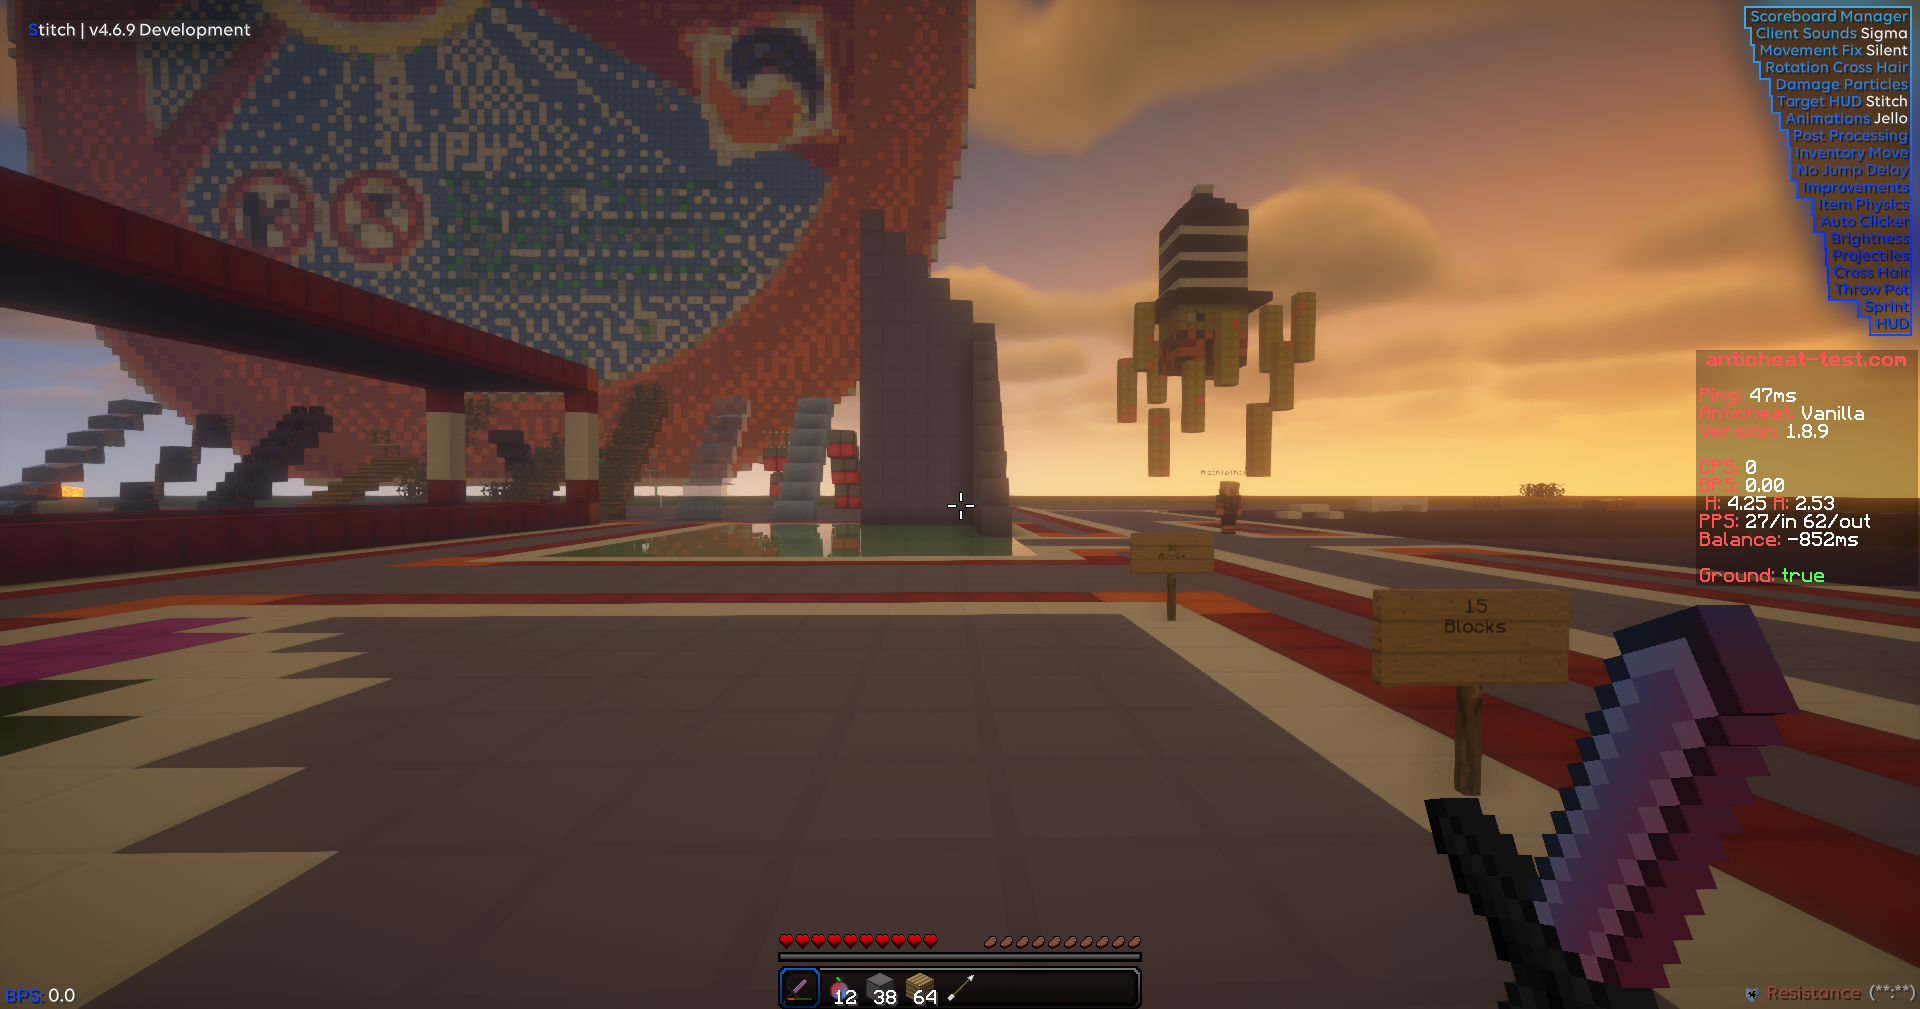 Stitch | v4.6.9 Development
Scoreboard Manager
Client Sounds Sigma
Movement Fix Silent
Rotation Cross Hair
Damage Particles
Target HUD Stitch
Animations Jello
Post Processing
Inventory Move
No Jump Delay
Improvements
Item Physics
Auto Clicker
Brightness
Projectiles
Cross Hair
Throw Pot
Sprint
HUD
anticheat-test.com
Ping: 47ms
Anticheat: Vanilla
Version: 1.8.9
CPS: 0
BPS: 0.00
H: 4.25 A: 2.53
PPS: 27/in 62/out
Balance: -852ms
Ground: true
Blocks
15
Blocks
12
38
64
BPS: 0.0
Resistance (**:**)